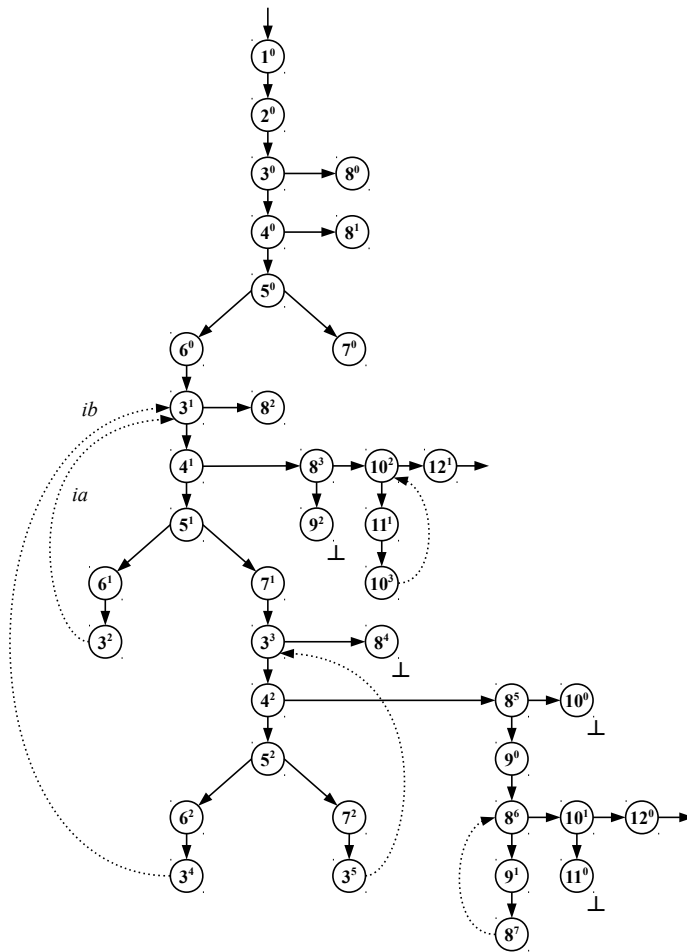 1⁰
2⁰
3⁰ 8⁰
4⁰ 8¹
5⁰
6⁰ 7⁰
ib 3¹ 8²
ia 4¹ 8³ 10² 12¹
5¹ 9² 11¹
⊥
6¹ 7¹ 10³
3² 3³ 8⁴
⊥
4² 8⁵ 10⁰
⊥
5² 9⁰
6² 7² 8⁶ 10¹ 12⁰
3⁴ 3⁵ 9¹ 11⁰
⊥
8⁷